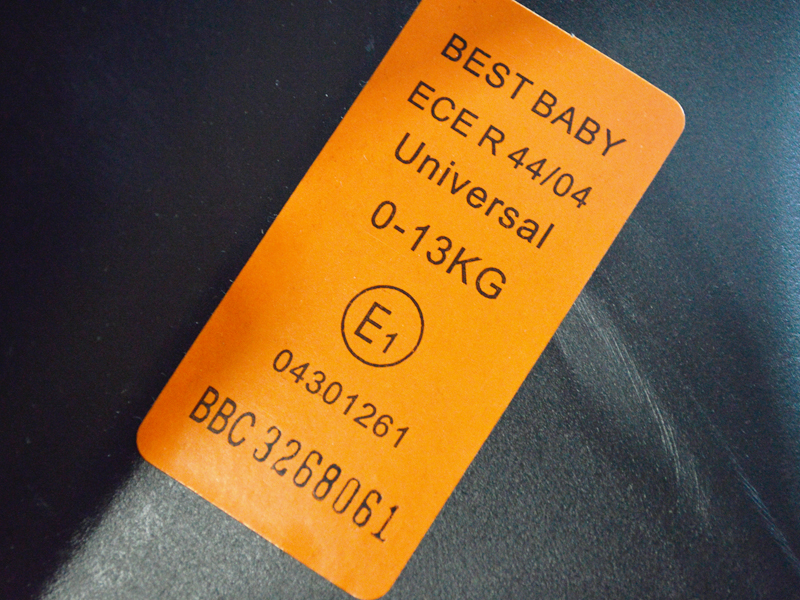 BEST BABY
ECE R 44/04
Universal
0-13KG
E1
04301261
BBC 3268061